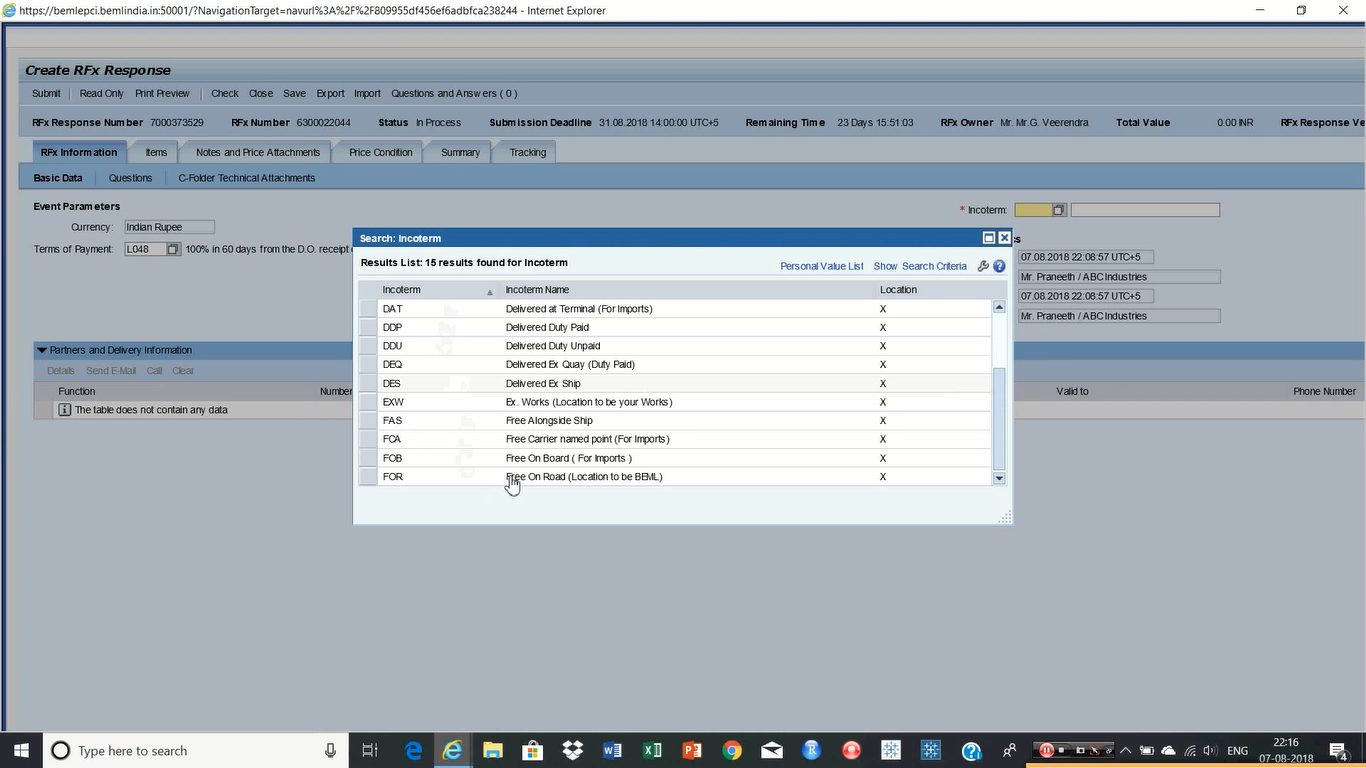 https://bemlepci.bemlindia.in:50001/?NavigationTarget=navurl%3A%2F%2F809955df456ef6adbfca238244 - Internet Explorer
Create RFx Response
Submit Read Only Print Preview Check Close Save Export Import Questions and Answers ( 0 )
RFx Response Number 7000373529 RFx Number 6300022044 Status In Process Submission Deadline 31.08.2018 14:00:00 UTC+5 Remaining Time 23 Days 15:51:03 RFx Owner Mr. Mr.G. Veerendra Total Value 0.00 INR RFx Response Ve
RFx Information Items Notes and Price Attachments Price Condition Summary Tracking
Basic Data Questions C-Folder Technical Attachments
Event Parameters
* Incoterm:
Currency: Indian Rupee
Terms of Payment: L048 100% in 60 days from the D.O. receipt
07.08.2018 22:08:57 UTC+5
Mr. Praneeth / ABC Industries
07.08.2018 22:08:57 UTC+5
Mr. Praneeth / ABC Industries
Search: Incoterm
Results List: 15 results found for Incoterm
Personal Value List Show Search Criteria
Incoterm Incoterm Name Location
DAT Delivered at Terminal (For Imports) X
DDP Delivered Duty Paid X
DDU Delivered Duty Unpaid X
DEQ Delivered Ex Quay (Duty Paid) X
DES Delivered Ex Ship X
EXW Ex. Works (Location to be your Works) X
FAS Free Alongside Ship X
FCA Free Carrier named point (For Imports) X
FOB Free On Board ( For Imports ) X
FOR Free On Road (Location to be BEML) X
Partners and Delivery Information
Details Send E-Mail Call Clear
Function Number Valid to Phone Number
The table does not contain any data
Type here to search
ENG
22:16
07-08-2018
4